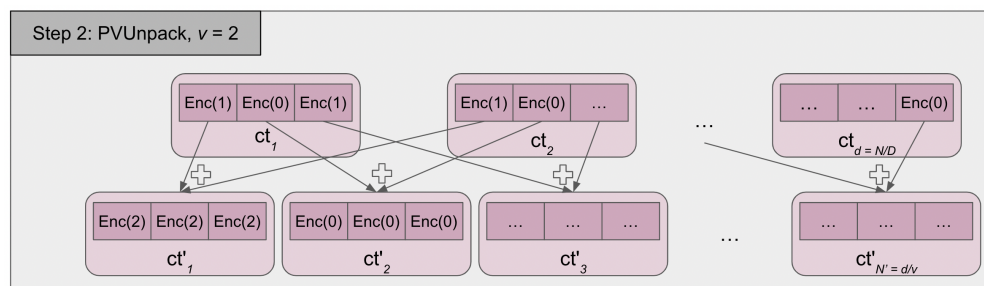 Step 2: PVUnpack, v = 2
Enc(1) Enc(0) Enc(1) Enc(1) Enc(0) ... ... ... Enc(0)
ct1 ct2 ... ctd = N/D
Enc(2) Enc(2) Enc(2) Enc(0) Enc(0) Enc(0) ... ... ... ... ... ...
ct'1 ct'2 ct'3 ... ct'N' = d/v